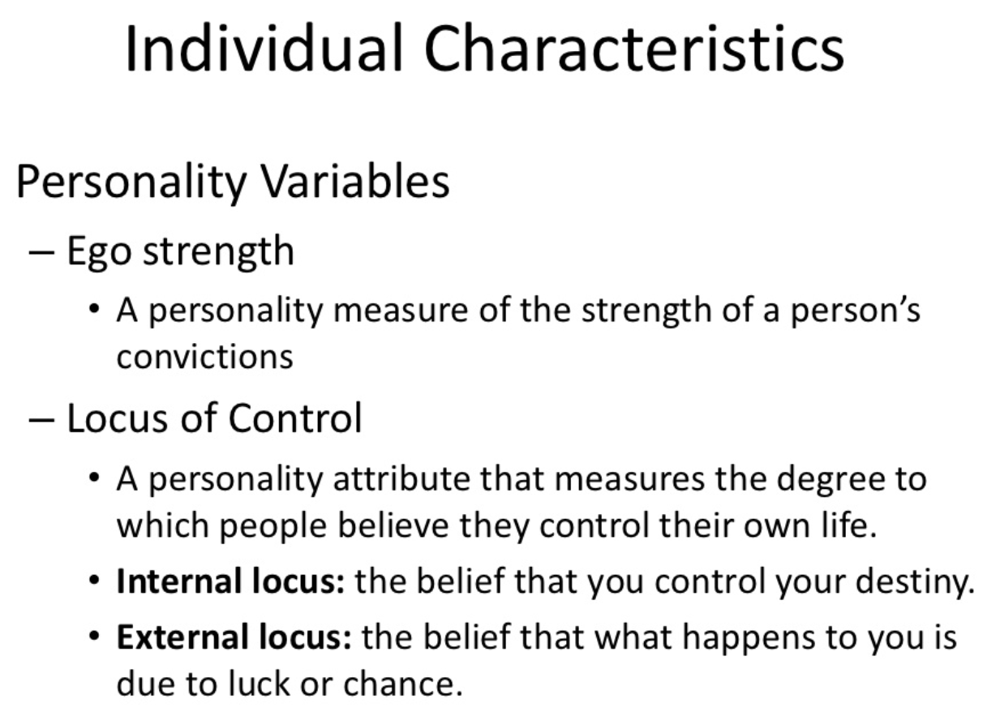 Individual Characteristics
Personality Variables
– Ego strength
• A personality measure of the strength of a person’s
convictions
– Locus of Control
• A personality attribute that measures the degree to
which people believe they control their own life.
• Internal locus: the belief that you control your destiny.
• External locus: the belief that what happens to you is
due to luck or chance.